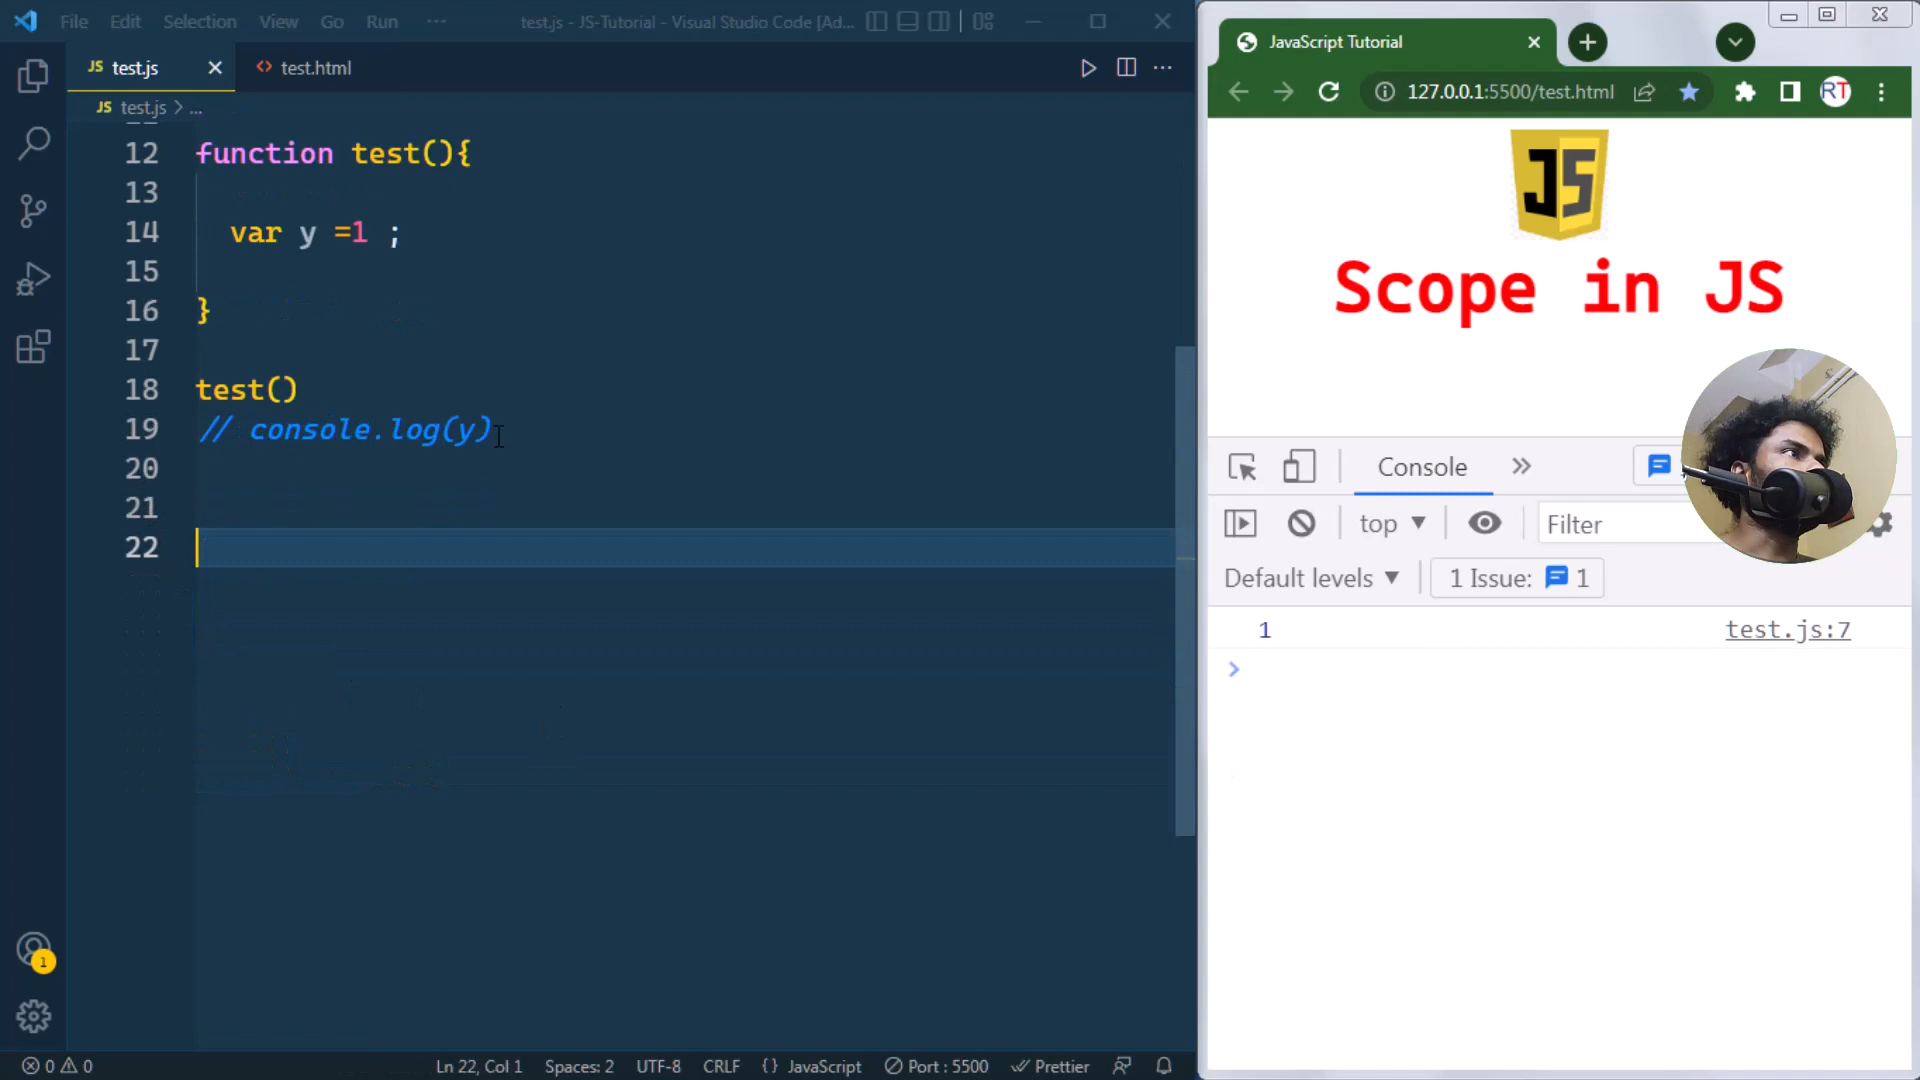 File Edit Selection View Go Run ··· test.js - JS-Tutorial - Visual Studio Code [Ad...
JS test.js test.html
JS test.js > ...
12 function test(){
13
14 var y =1 ;
15
16 }
17
18 test()
19 // console.log(y)
20
21
22
1
0 0 Ln 22, Col 1 Spaces: 2 UTF-8 CRLF {} JavaScript Port : 5500 Prettier
JavaScript Tutorial
127.0.0.1:5500/test.html RT
JS
Scope in JS
Console
top Filter
Default levels 1 Issue: 1
1 test.js:7